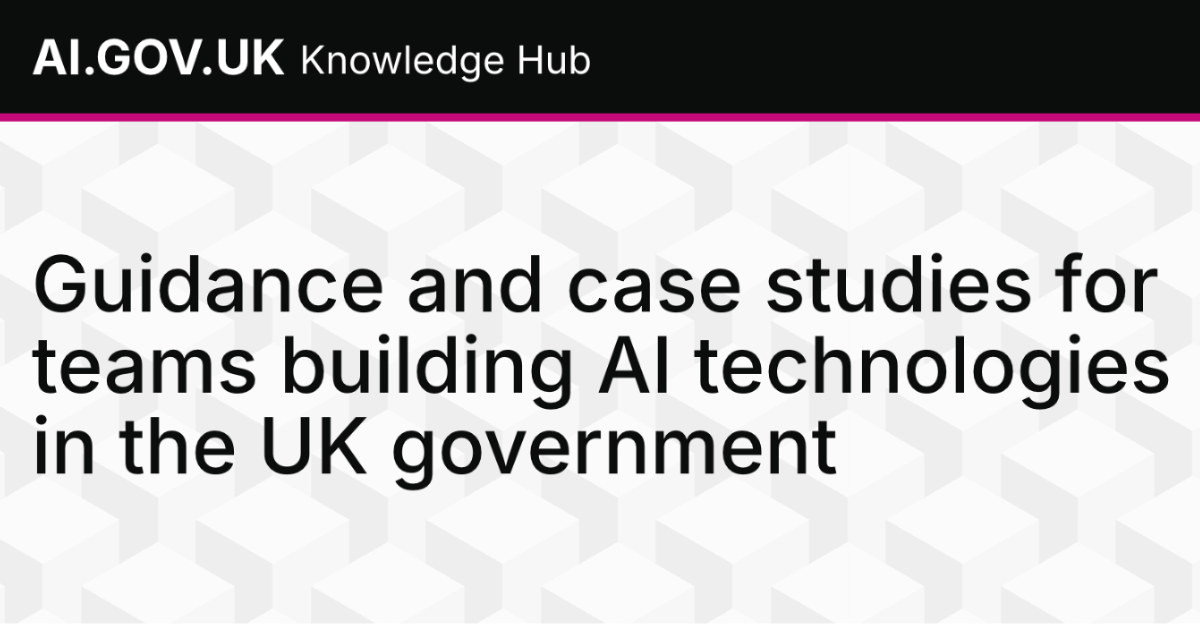 AI.GOV.UK Knowledge Hub
Guidance and case studies for
teams building AI technologies
in the UK government